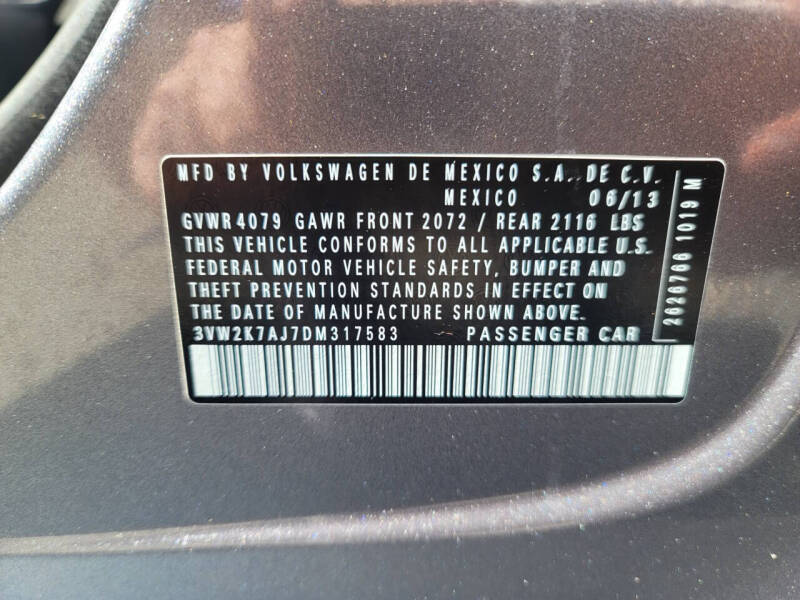 MFD BY VOLKSWAGEN DE MEXICO S.A. DE C.V.
MEXICO 06/13
GVWR 4079 GAWR FRONT 2072 / REAR 2116 LBS
THIS VEHICLE CONFORMS TO ALL APPLICABLE U.S.
FEDERAL MOTOR VEHICLE SAFETY, BUMPER AND
THEFT PREVENTION STANDARDS IN EFFECT ON
THE DATE OF MANUFACTURE SHOWN ABOVE.
3VW2K7AJ7DM317583 PASSENGER CAR
2626766 1019 M